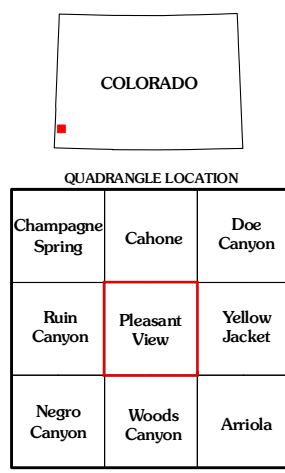 COLORADO
QUADRANGLE LOCATION
Champagne
Spring
Cahone
Doe
Canyon
Ruin
Canyon
Pleasant
View
Yellow
Jacket
Negro
Canyon
Woods
Canyon
Arriola